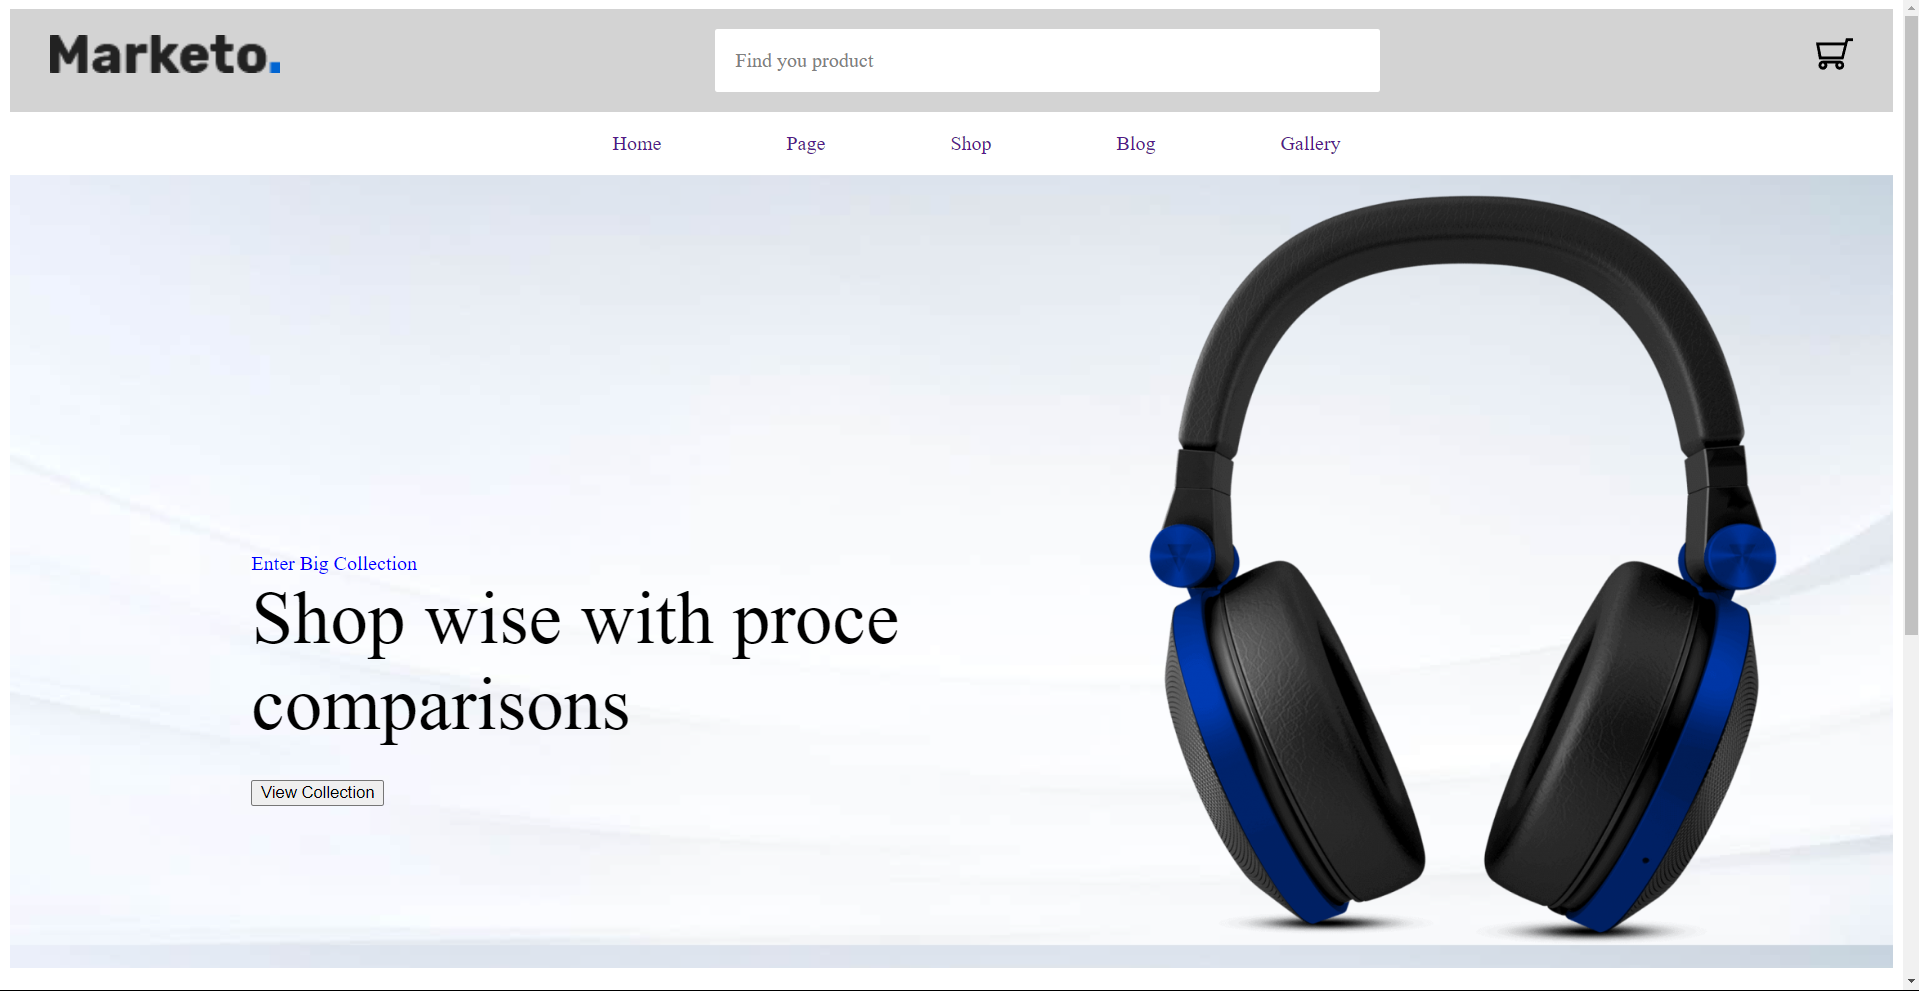 Marketo.
Find you product
Home Page Shop Blog Gallery
Enter Big Collection
Shop wise with proce
comparisons
View Collection